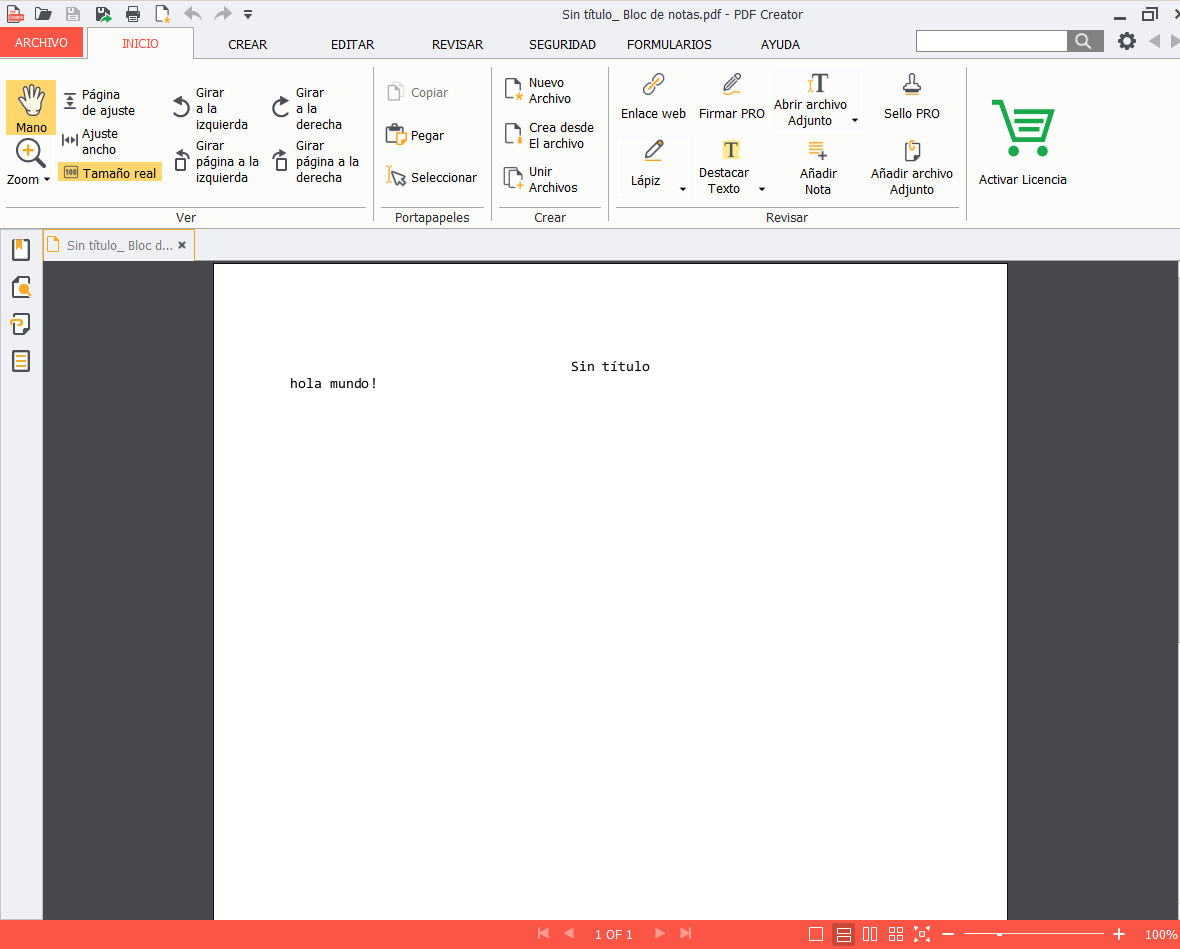 Sin título_ Bloc de notas.pdf - PDF Creator
ARCHIVO
INICIO
CREAR
EDITAR
REVISAR
SEGURIDAD
FORMULARIOS
AYUDA
Mano
Zoom
Página
de ajuste
Ajuste
ancho
100
Tamaño real
Girar
a la
izquierda
Girar
página a la
izquierda
Girar
a la
derecha
Girar
página a la
derecha
Ver
Copiar
Pegar
Seleccionar
Portapapeles
Nuevo
Archivo
Crea desde
El archivo
Unir
Archivos
Crear
Enlace web
Firmar PRO
Abrir archivo
Adjunto
Sello PRO
Lápiz
Destacar
Texto
Añadir
Nota
Añadir archivo
Adjunto
Revisar
Activar Licencia
Sin título_ Bloc d...
Sin título
hola mundo!
1 OF 1
100%